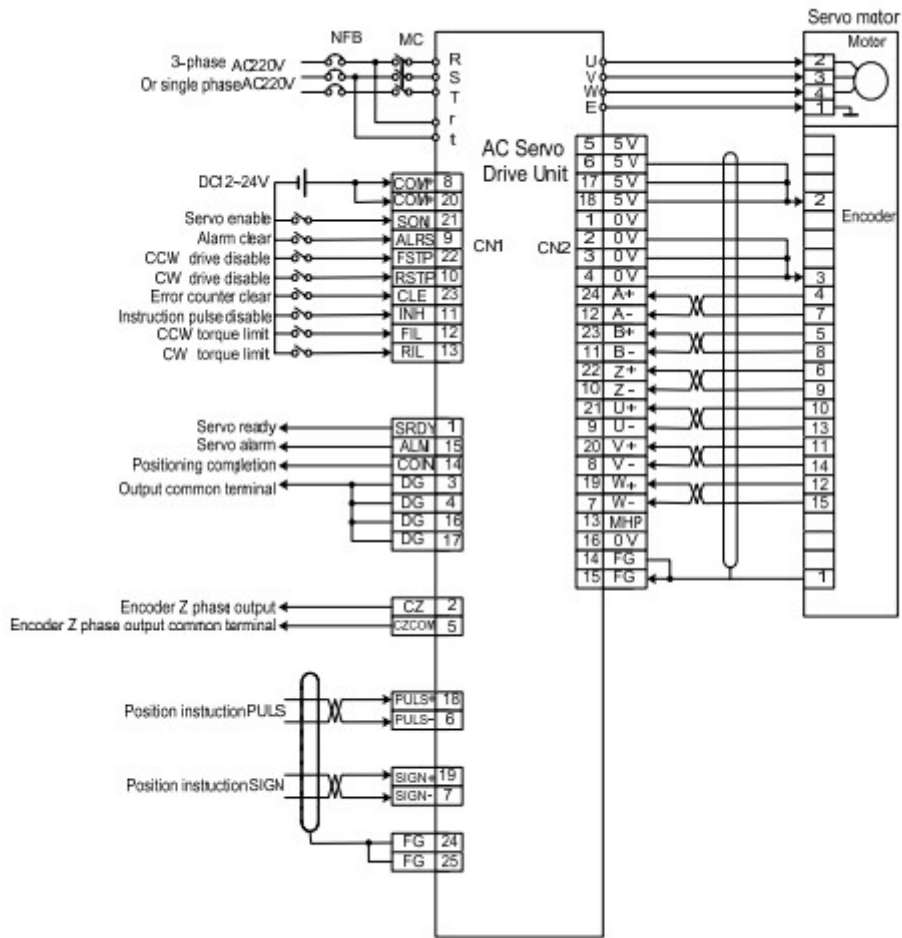 Servo motor
NFB MC Motor
3-phase AC220V R U 2
Or single phase AC220V S V 3
T W 4
r E 1
t
AC Servo Drive Unit
CN1 CN2
Encoder
DC12~24V COM+ 8
COM+ 20
Servo enable SON 21
Alarm clear ALRS 9
CCW drive disable FSTP 22
CW drive disable RSTP 10
Error counter clear CLE 23
Instruction pulse disable INH 11
CCW torque limit FIL 12
CW torque limit RIL 13
5 5V
6 5V
17 5V
18 5V 2
1 0V
2 0V
3 0V
4 0V 3
24 A+ 4
12 A- 7
23 B+ 5
11 B- 8
22 Z+ 6
10 Z- 9
21 U+ 10
9 U- 13
20 V+ 11
8 V- 14
19 W+ 12
7 W- 15
13 MHP
16 0V
14 FG
15 FG 1
Servo ready SRDY 1
Servo alarm ALM 15
Positioning completion COIN 14
Output common terminal DG 3
DG 4
DG 16
DG 17
Encoder Z phase output CZ 2
Encoder Z phase output common terminal CZCOM 5
Position instuction PULS PULS+ 18
PULS- 6
Position instuction SIGN SIGN+ 19
SIGN- 7
FG 24
FG 25